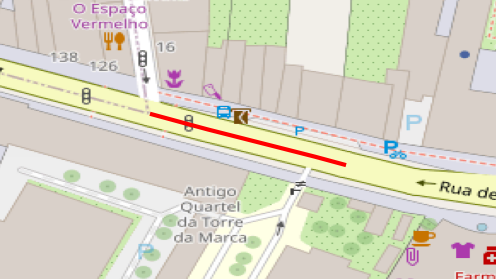 O Espaço
Vermelho
138
126
16
P
P
P
Antigo
Quartel
da Torre
da Marca
← Rua de
P
Farm